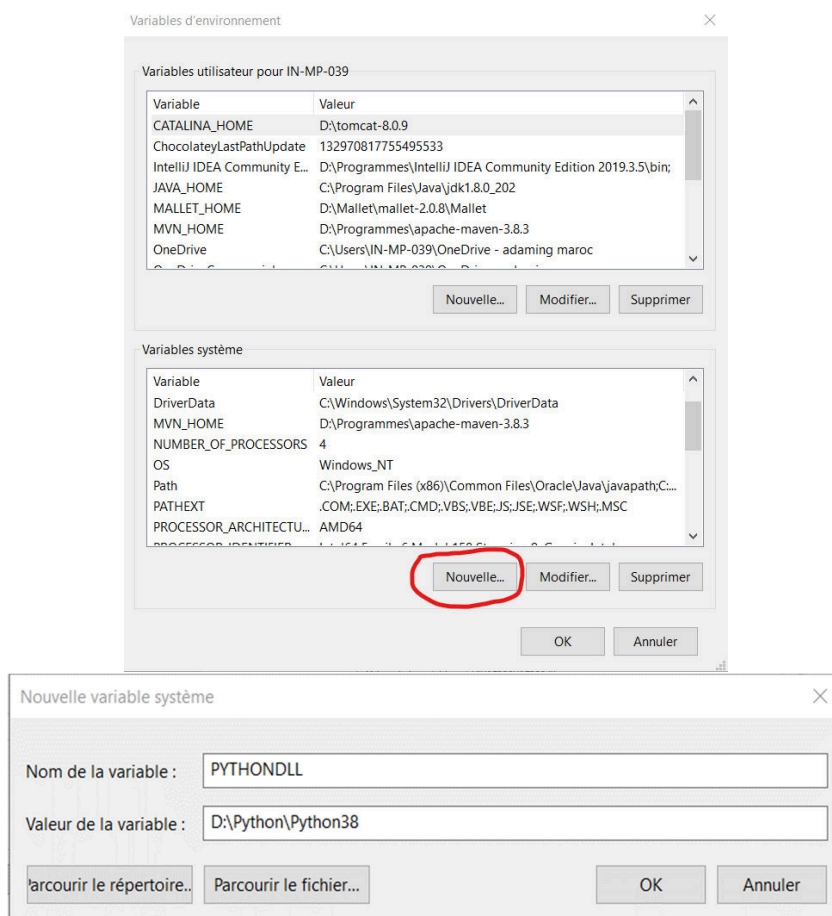 Variables d'environnement
Variables utilisateur pour IN-MP-039
Variable Valeur
CATALINA_HOME D:\tomcat-8.0.9
ChocolateyLastPathUpdate 132970817755495533
IntelliJ IDEA Community E... D:\Programmes\IntelliJ IDEA Community Edition 2019.3.5\bin;
JAVA_HOME C:\Program Files\Java\jdk1.8.0_202
MALLET_HOME D:\Mallet\mallet-2.0.8\Mallet
MVN_HOME D:\Programmes\apache-maven-3.8.3
OneDrive C:\Users\IN-MP-039\OneDrive - adaming maroc
Nouvelle... Modifier... Supprimer
Variables système
Variable Valeur
DriverData C:\Windows\System32\Drivers\DriverData
MVN_HOME D:\Programmes\apache-maven-3.8.3
NUMBER_OF_PROCESSORS 4
OS Windows_NT
Path C:\Program Files (x86)\Common Files\Oracle\Java\javapath;C:...
PATHEXT .COM;.EXE;.BAT;.CMD;.VBS;.VBE;.JS;.JSE;.WSF;.WSH;.MSC
PROCESSOR_ARCHITECTU... AMD64
Nouvelle... Modifier... Supprimer
OK Annuler
Nouvelle variable système
Nom de la variable : PYTHONDLL
Valeur de la variable : D:\Python\Python38
arcourir le répertoire.. Parcourir le fichier... OK Annuler